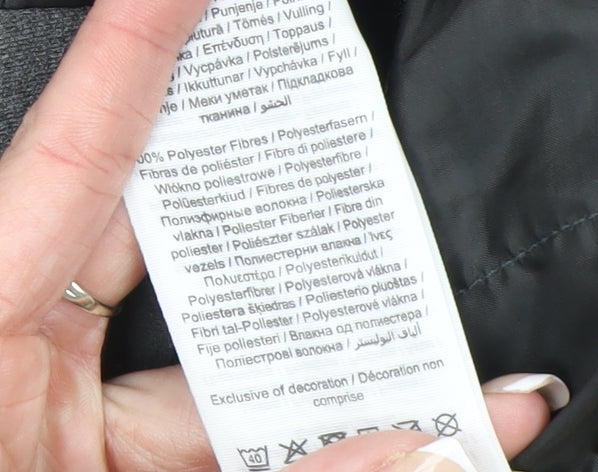 / Punjenje /
/ Tömés / Vulling /
/ Επένδυση / Toppaus /
/ Vycpávka / Polsterējums /
/ Ikkuttunar / Vypchávka / Fyll /
/ Меки уметак / Підкладкова
тканина / الحشو
00% Polyester Fibres / Polyesterfasern /
Fibras de poliéster / Fibre di poliestere /
Włókno poliestrowe / Polyesterfibre /
Polüesterkiud / Fibres de polyester /
Полиэфирные волокна / Poliesterska
vlakna / Poliester Fiberler / Fibre din
poliester / Poliészter szálak / Polyester
vezels / Полиестерни влакна / Ίνες
Πολυεστέρα / Polyesterikuidut /
Polyesterfibrer / Polyesterová vlákna /
Poliestera šķiedras / Poliesterio pluoštas /
Fibri tal-Poliester / Polyesterové vlákna /
Fije poliesteri / Влакна од полиестера /
Поліестрові волокна / ألياف البوليستر
Exclusive of decoration / Décoration non
comprise
40